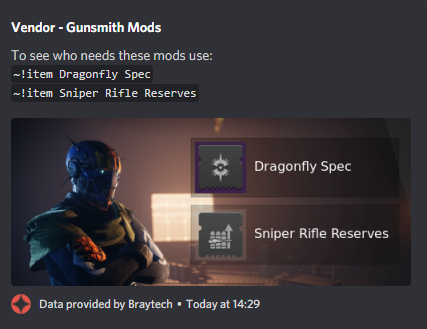 Vendor - Gunsmith Mods
To see who needs these mods use:
~!item Dragonfly Spec
~!item Sniper Rifle Reserves
Dragonfly Spec
Sniper Rifle Reserves
Data provided by Braytech • Today at 14:29